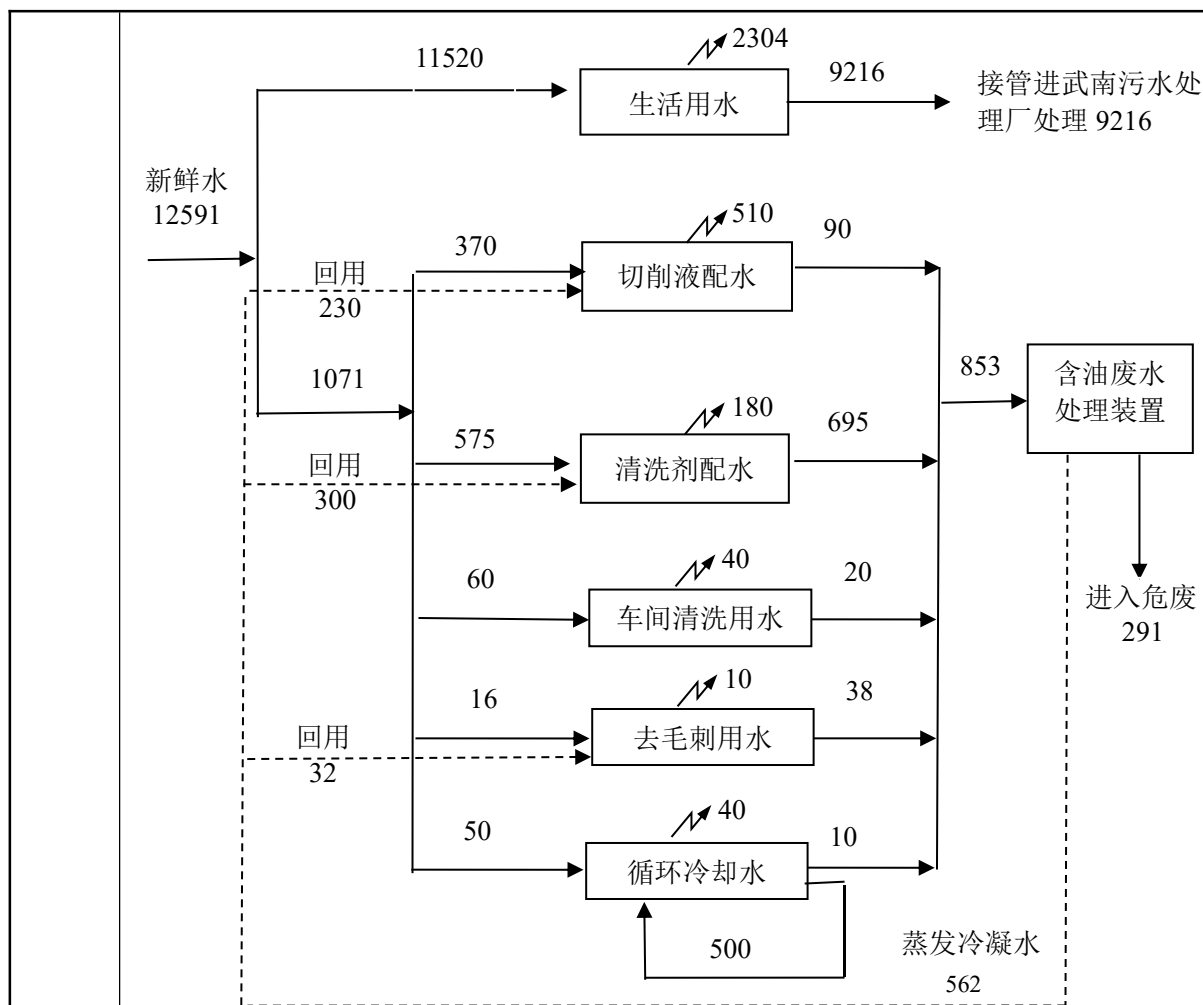 2304
11520
9216
生活用水
接管进武南污水处
理厂处理 9216
新鲜水
12591
510
370
90
切削液配水
回用
230
1071
853
含油废水
处理装置
180
575
695
清洗剂配水
回用
300
40
60
20
车间清洗用水
进入危废
291
10
16
38
去毛刺用水
回用
32
40
50
10
循环冷却水
500
蒸发冷凝水
562